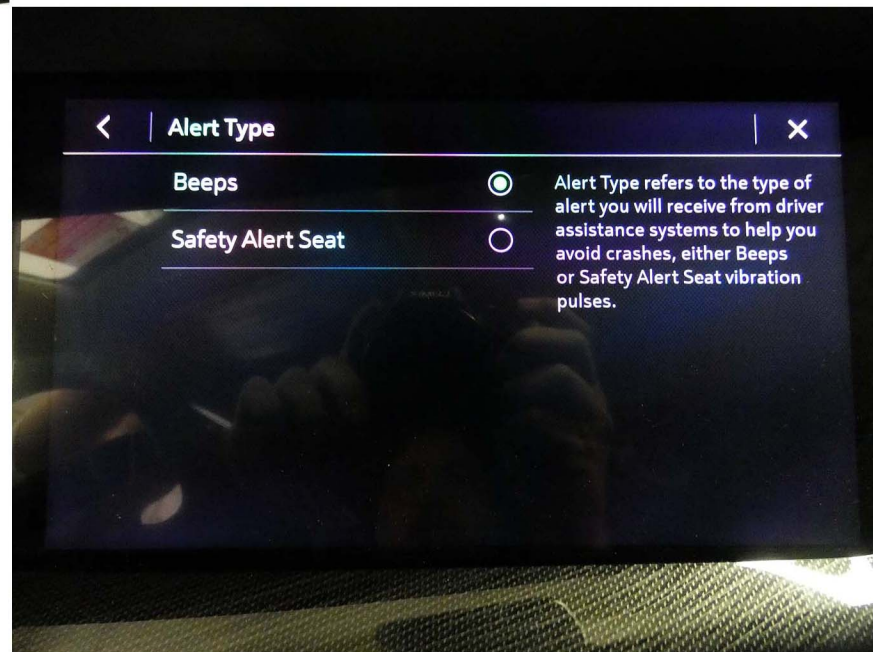 Alert Type
Beeps
Safety Alert Seat
Alert Type refers to the type of
alert you will receive from driver
assistance systems to help you
avoid crashes, either Beeps
or Safety Alert Seat vibration
pulses.